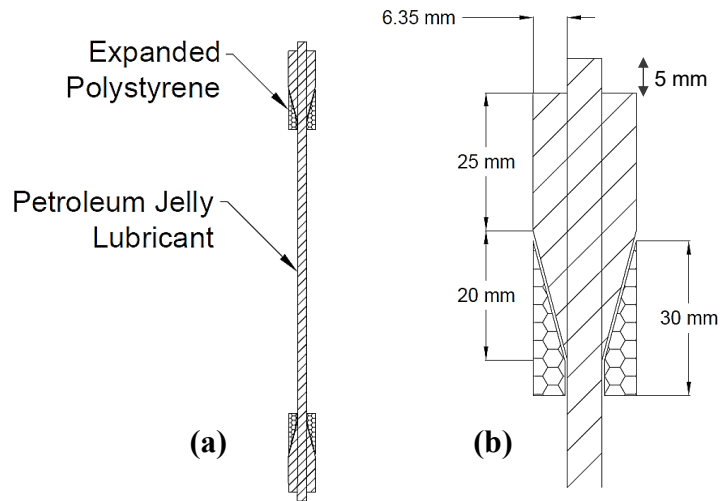 Expanded
Polystyrene
Petroleum Jelly
Lubricant
(a)
6.35 mm
5 mm
25 mm
20 mm
30 mm
(b)